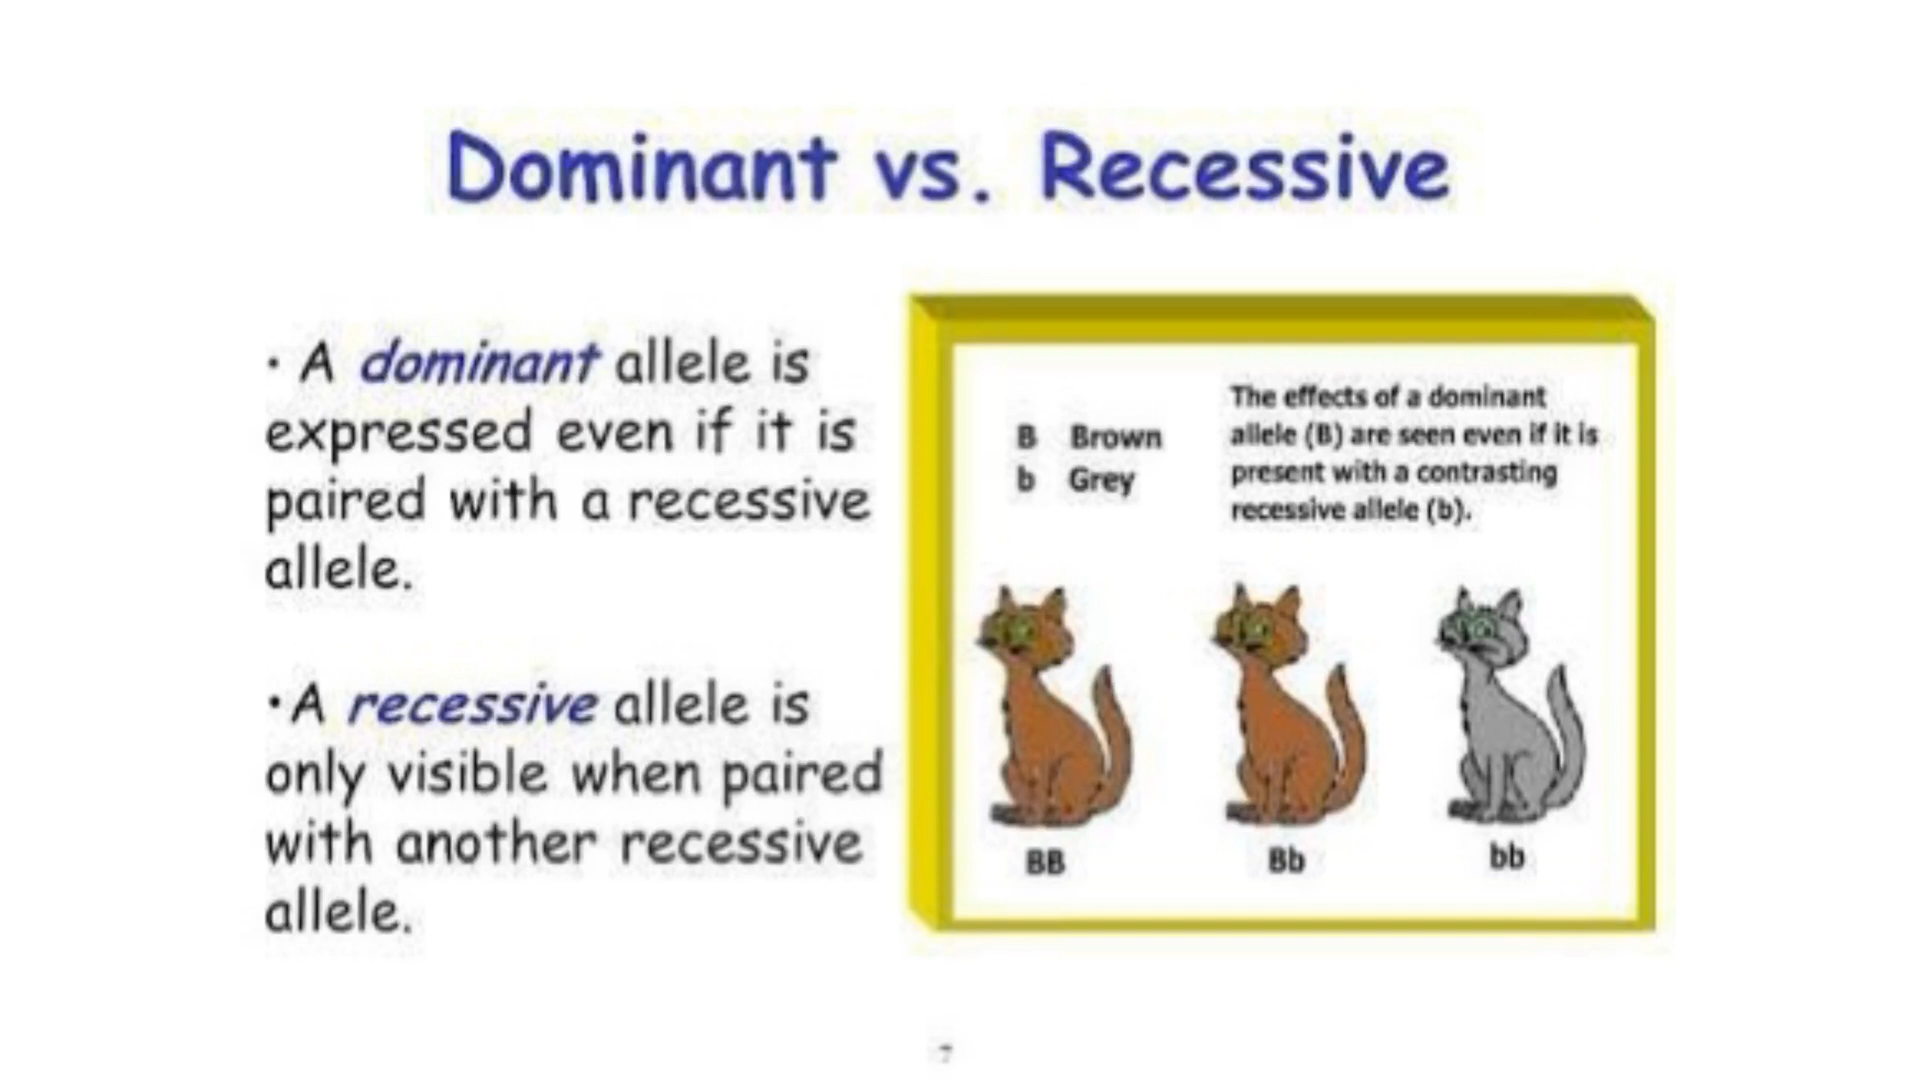 Dominant vs. Recessive
• A dominant allele is
expressed even if it is
paired with a recessive
allele.
•A recessive allele is
only visible when paired
with another recessive
allele.
B Brown
b Grey
The effects of a dominant
allele (B) are seen even if it is
present with a contrasting
recessive allele (b).
BB
Bb
bb
7